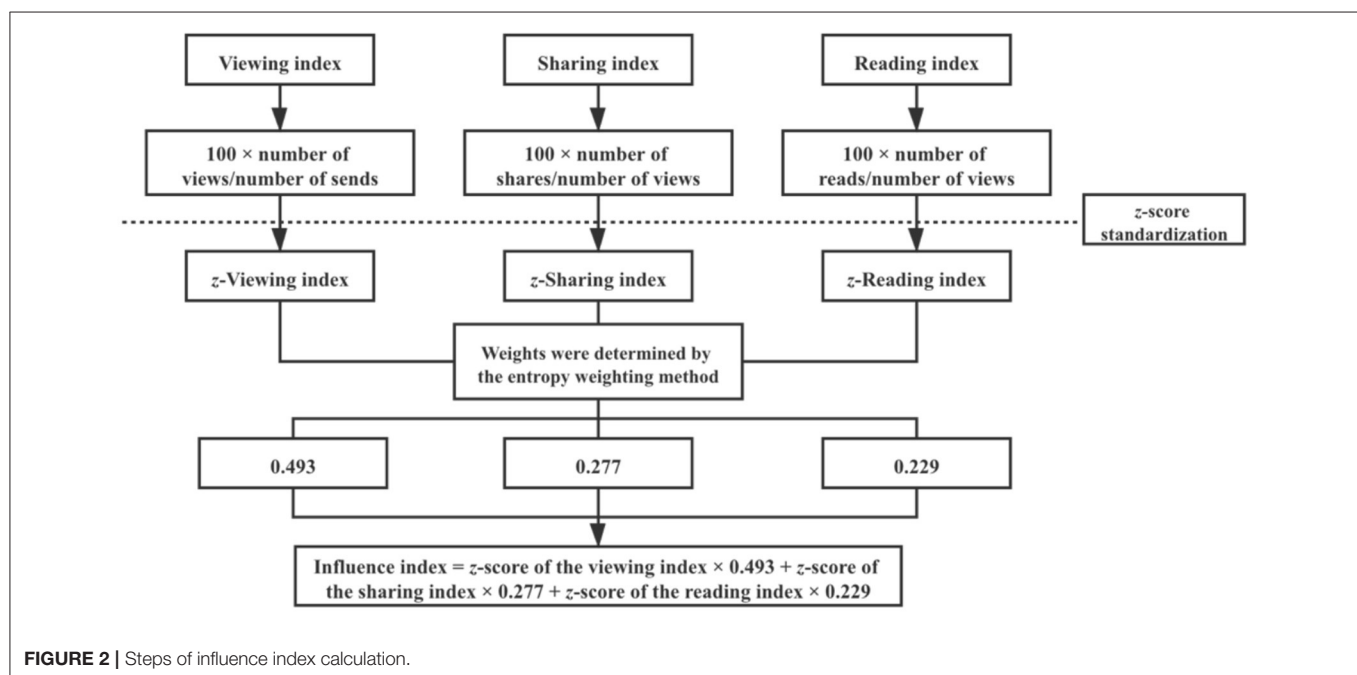 Viewing index
Sharing index
Reading index
100 × number of
views/number of sends
100 × number of
shares/number of views
100 × number of
reads/number of views
z-score
standardization
z-Viewing index
z-Sharing index
z-Reading index
Weights were determined by
the entropy weighting method
0.493
0.277
0.229
Influence index = z-score of the viewing index × 0.493 + z-score of
the sharing index × 0.277 + z-score of the reading index × 0.229
FIGURE 2 | Steps of influence index calculation.